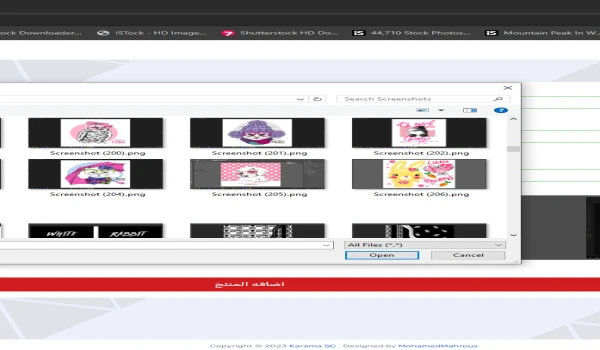 ock Downloader... iStock - HD Image... Shutterstock HD Do... 44,710 Stock Photos... Mountain Peak In W...
Search Screenshots
Screenshot (200).png Screenshot (201).png Screenshot (202).png
Screenshot (204).png Screenshot (205).png Screenshot (206).png
WHITE RABBIT
All Files (*.*)
Open Cancel
اضافه المنتج
Copyright © 2023 Karama SC . Designed by MohamedMahrous